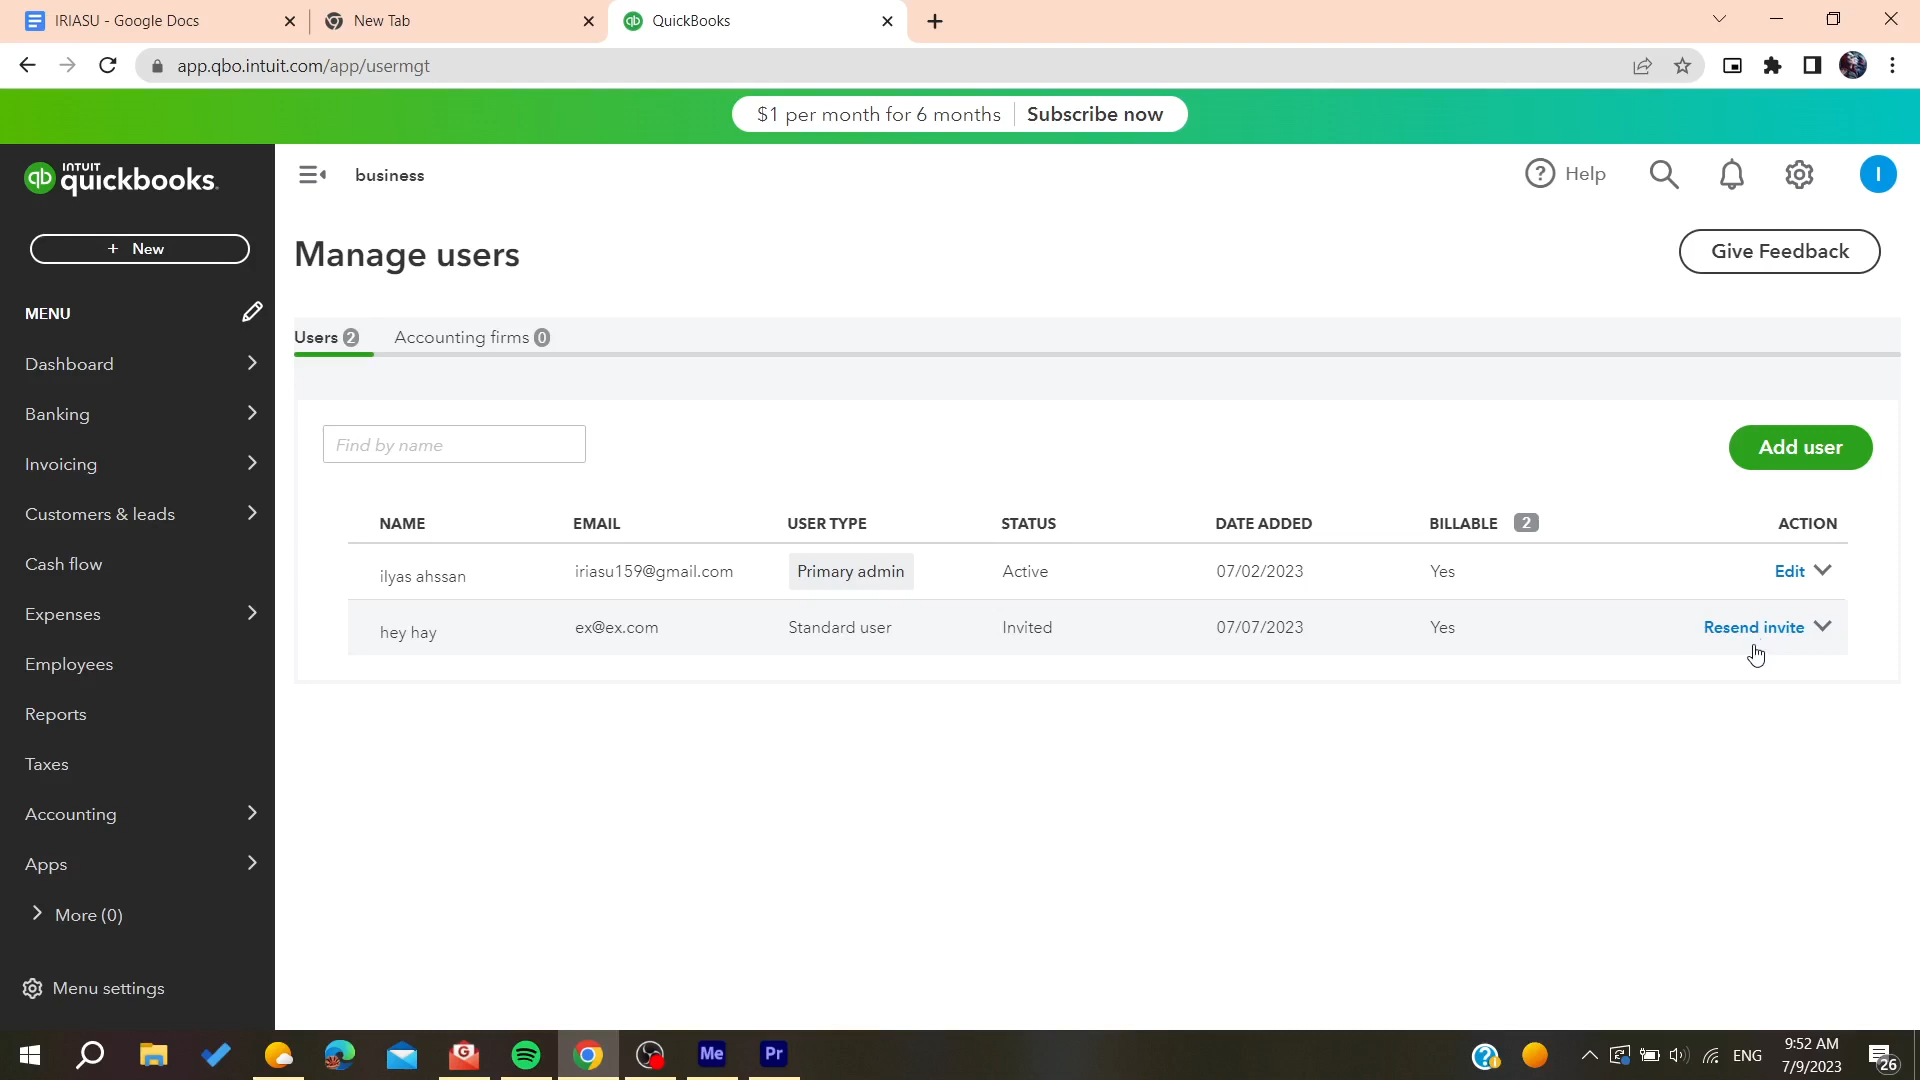 IRIASU - Google Docs
New Tab
QuickBooks
app.qbo.intuit.com/app/usermgt
$1 per month for 6 months Subscribe now
qb INTUIT quickbooks.
business
Help
I
+ New
Manage users
Give Feedback
MENU
Users 2
Accounting firms 0
Dashboard
Banking
Find by name
Add user
Invoicing
Customers & leads
NAME EMAIL USER TYPE STATUS DATE ADDED BILLABLE 2 ACTION
Cash flow
ilyas ahssan iriasu159@gmail.com Primary admin Active 07/02/2023 Yes Edit
Expenses
hey hay ex@ex.com Standard user Invited 07/07/2023 Yes Resend invite
Employees
Reports
Taxes
Accounting
Apps
More (0)
Menu settings
Me
Pr
ENG
9:52 AM
7/9/2023
26